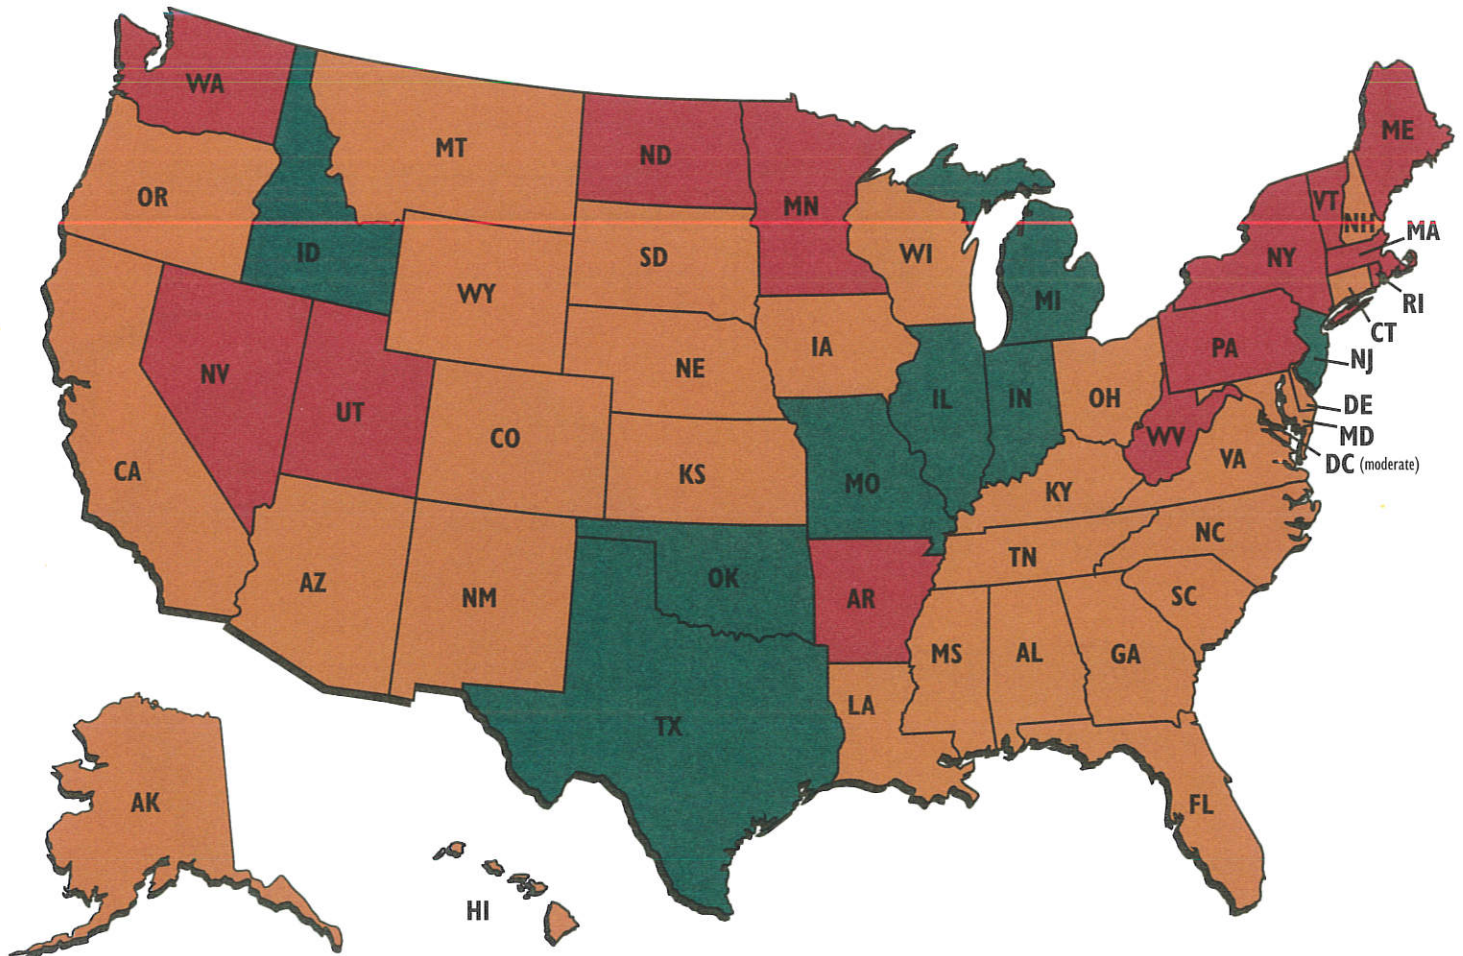 WA
MT
ND
MN
ME
OR
ID
SD
WI
MI
VT
NH
MA
NY
WY
RI
CT
NV
UT
NE
IA
PA
NJ
IL
IN
OH
DE
CO
KS
MO
WV
MD
VA
DC (moderate)
CA
KY
NC
TN
AZ
NM
OK
AR
SC
MS
AL
GA
LA
TX
AK
FL
HI